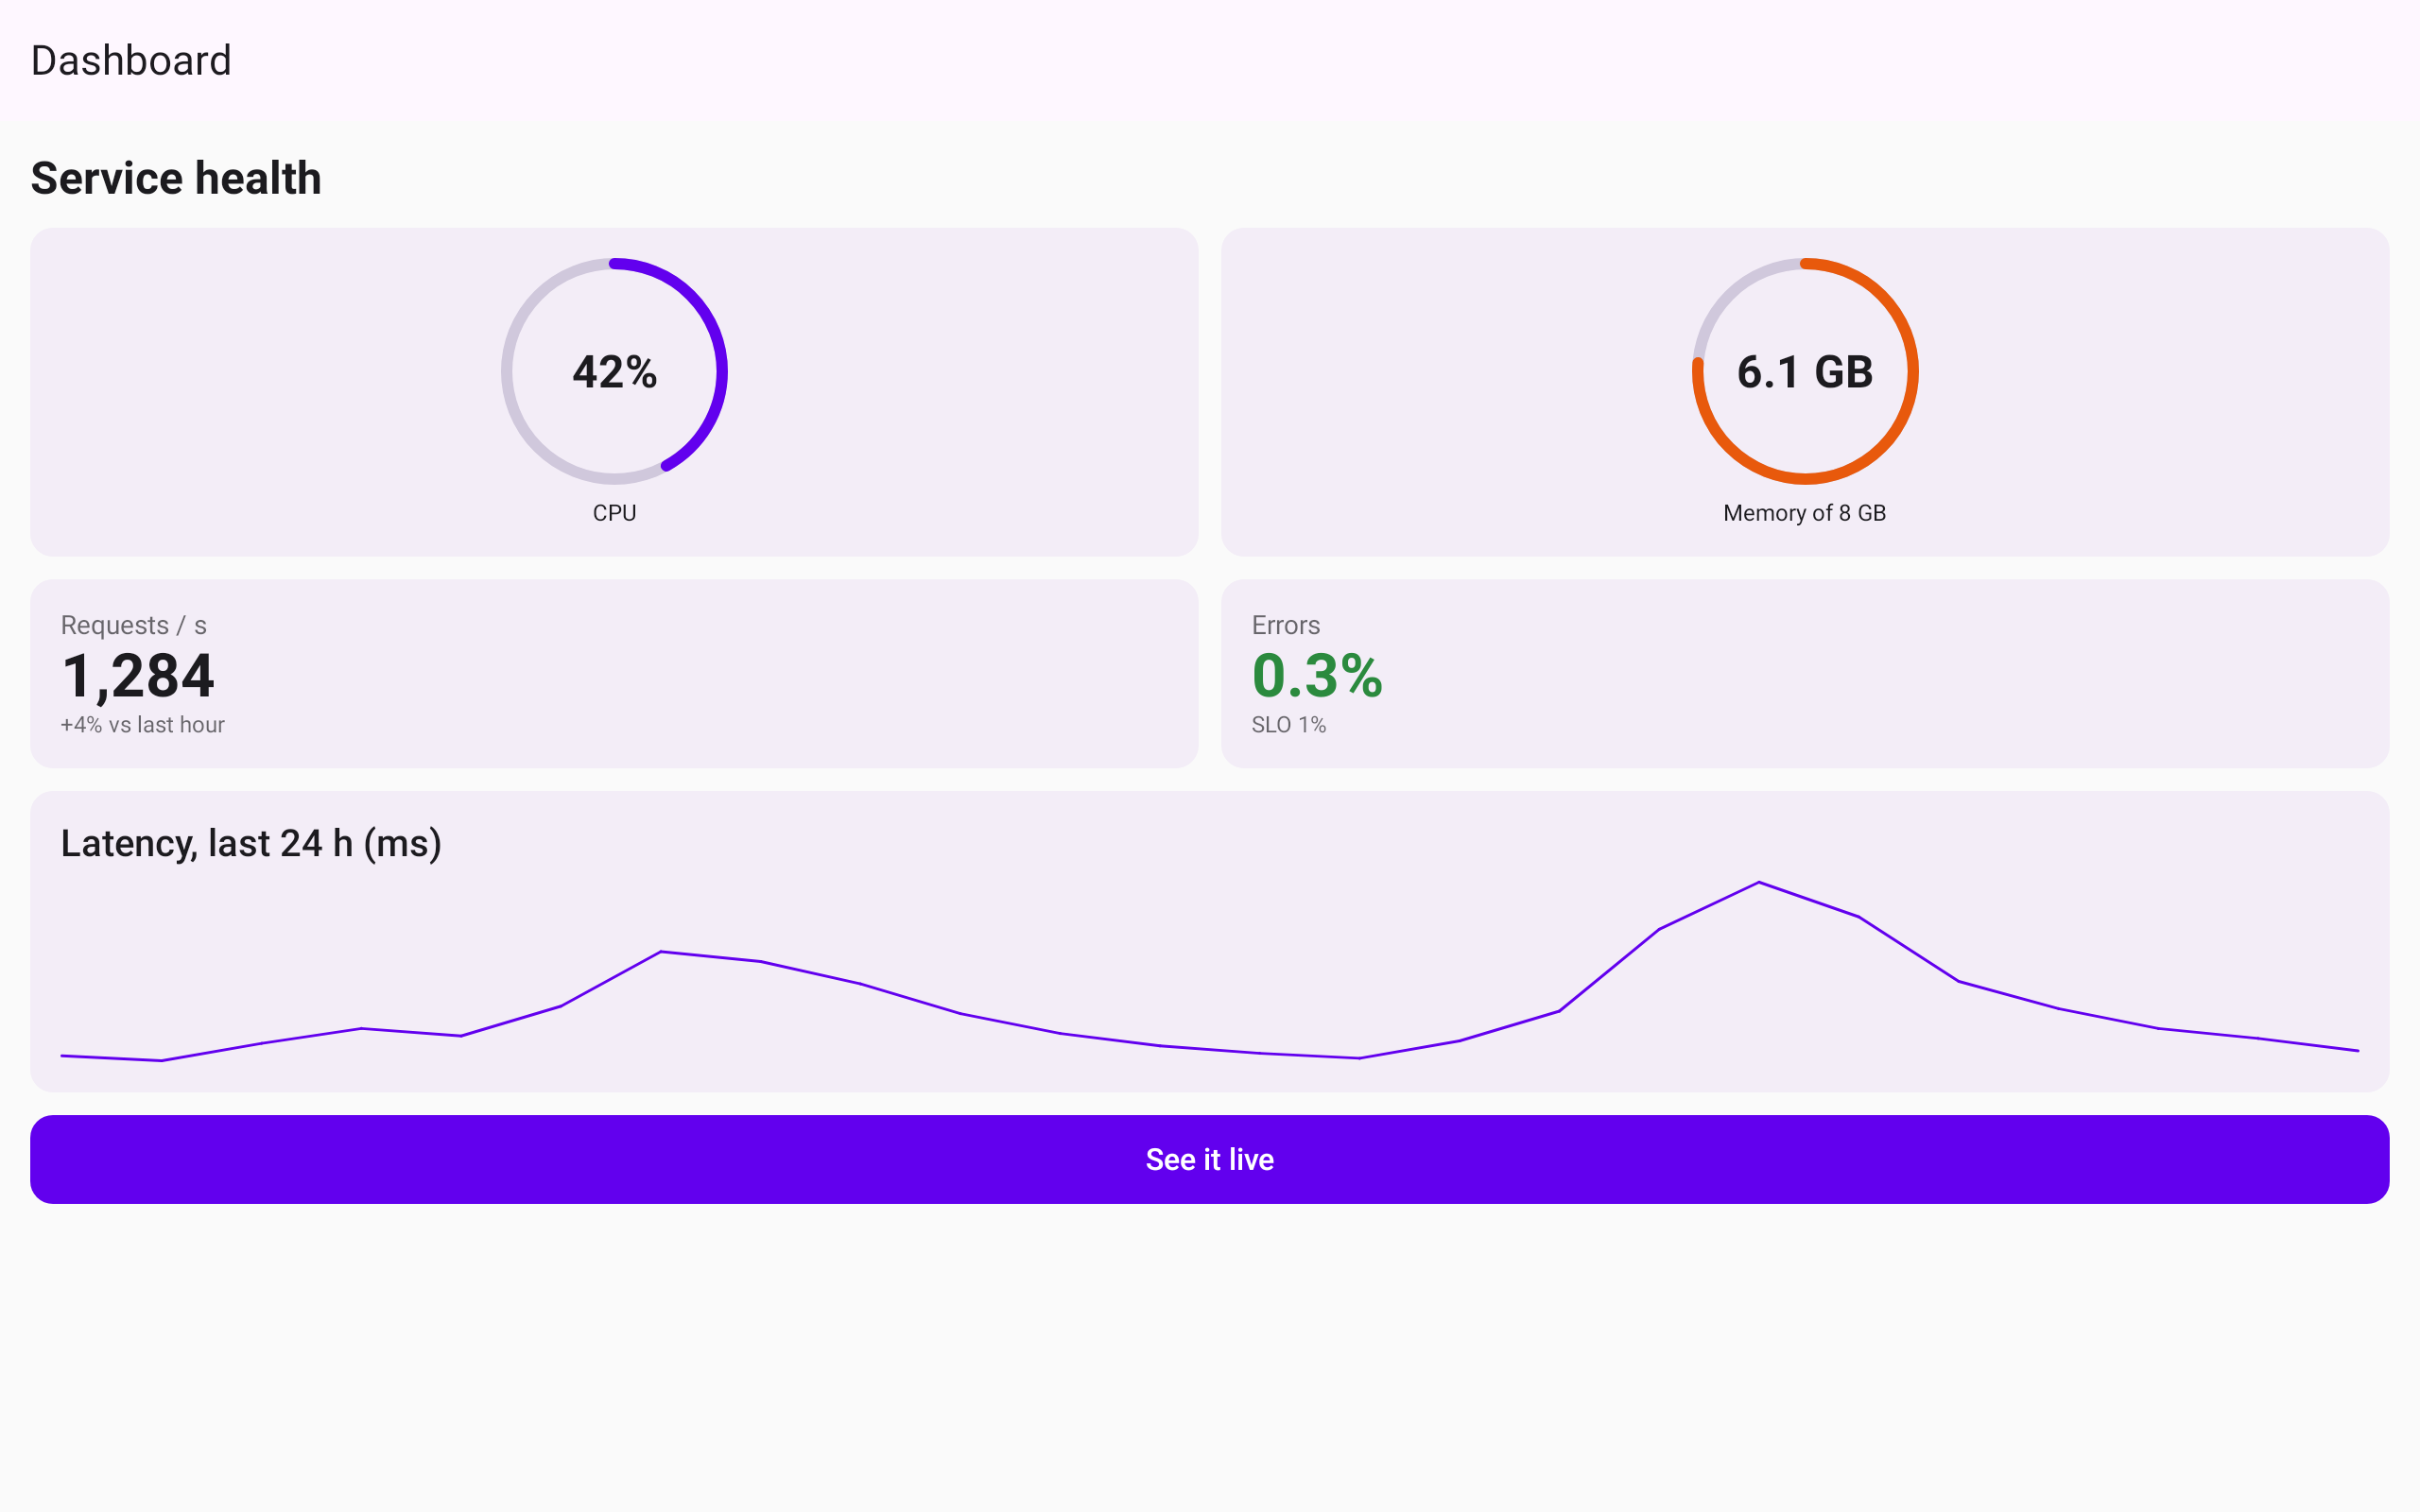 Dashboard
Service health
42%
CPU
6.1 GB
Memory of 8 GB
Requests / s
1,284
+4% vs last hour
Errors
0.3%
SLO 1%
Latency, last 24 h (ms)
See it live